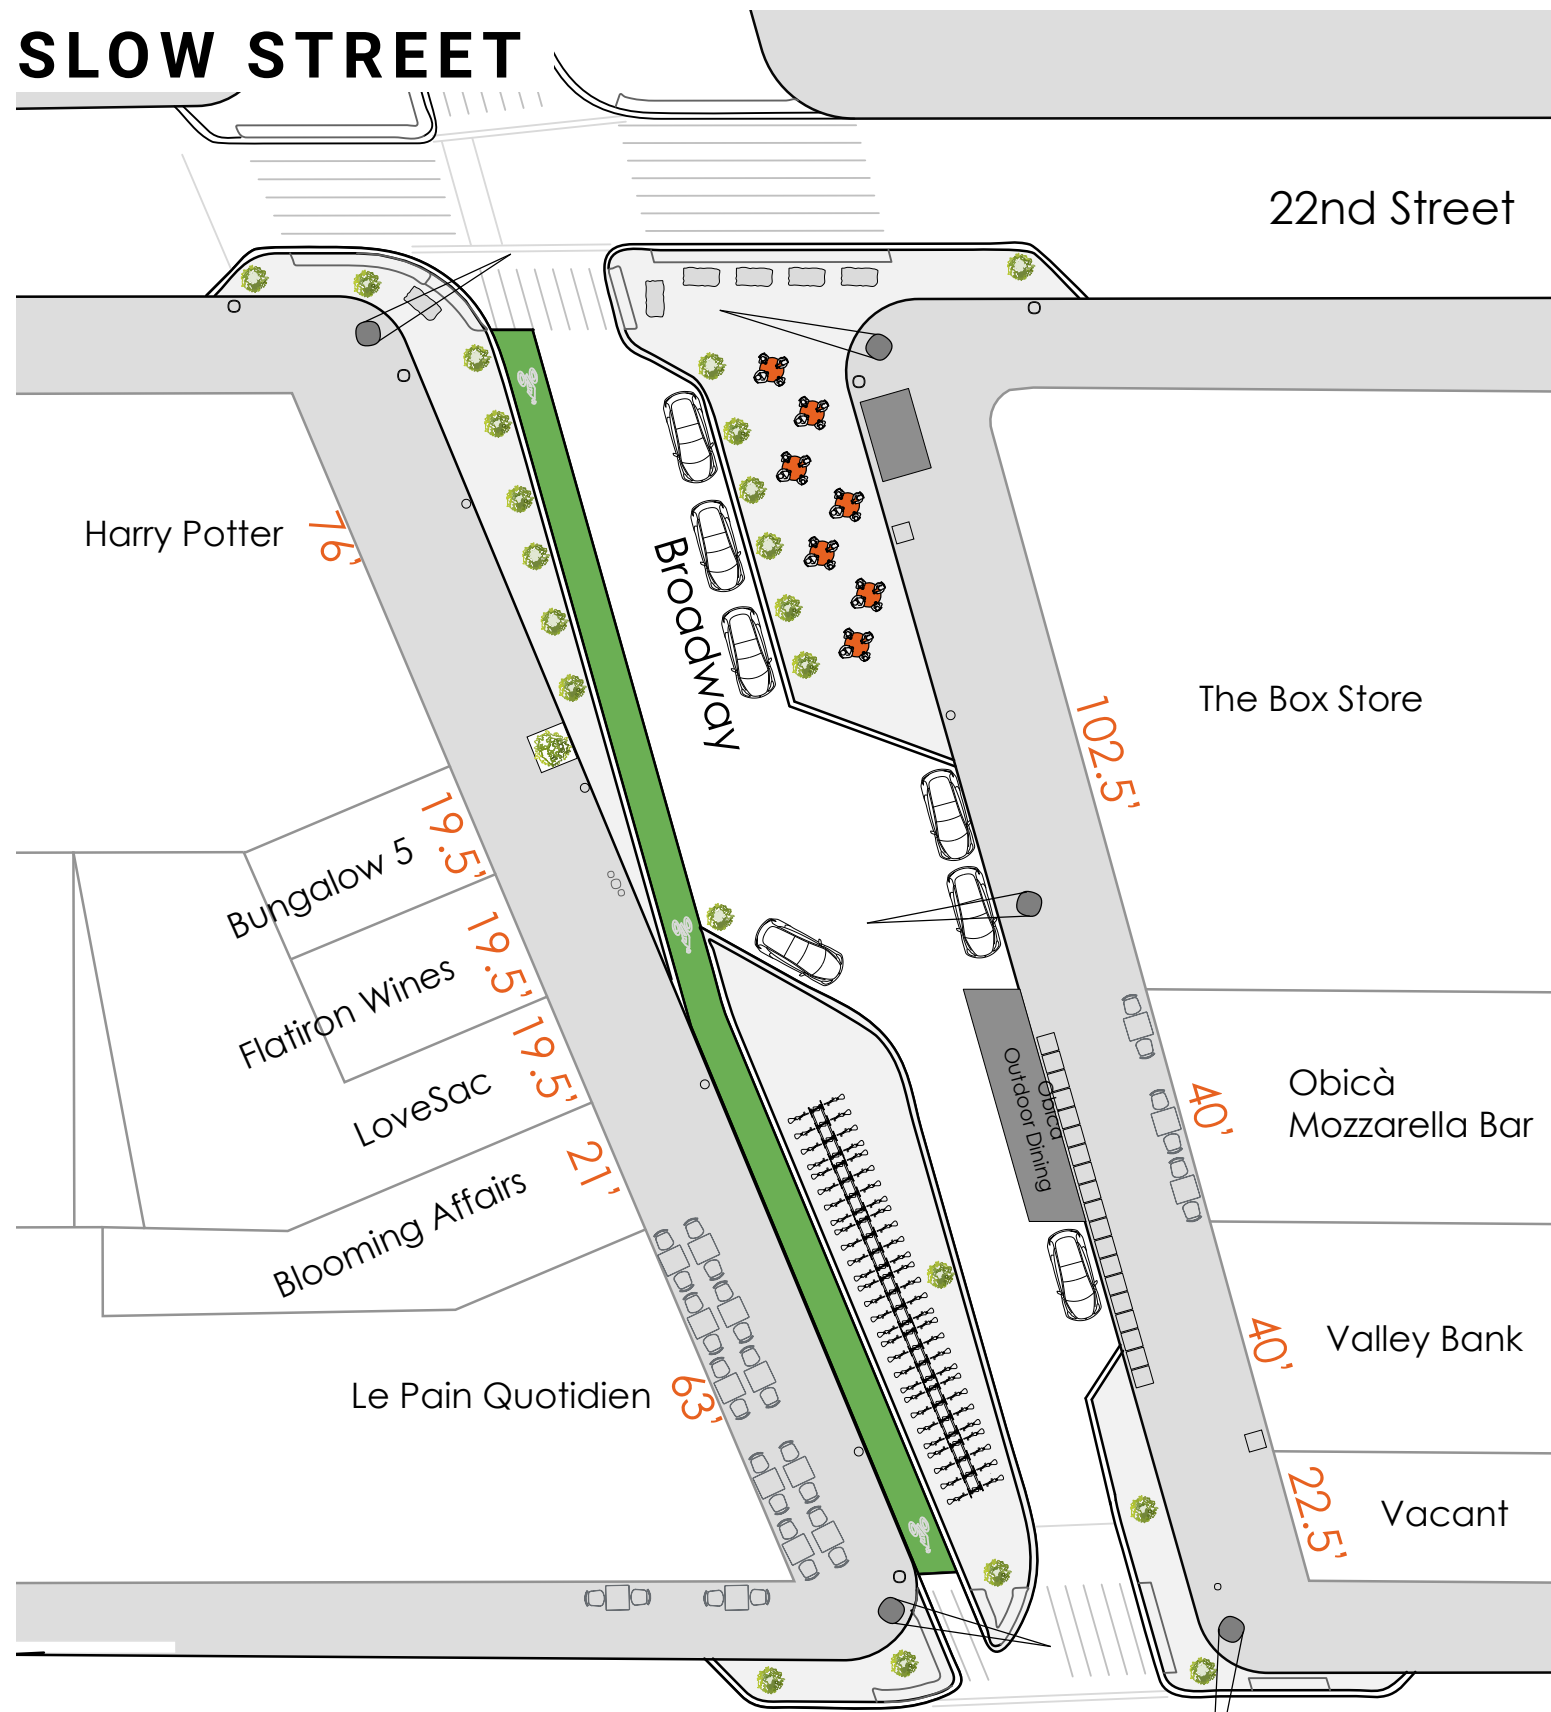 SLOW STREET
22nd Street
Harry Potter
76'
Broadway
The Box Store
102.5'
Bungalow 5
19.5'
Flatiron Wines
19.5'
LoveSac
19.5'
Blooming Affairs
21'
Obicà
Outdoor Dining
Obicà
Mozzarella Bar
40'
Valley Bank
40'
Le Pain Quotidien
63'
Vacant
22.5'